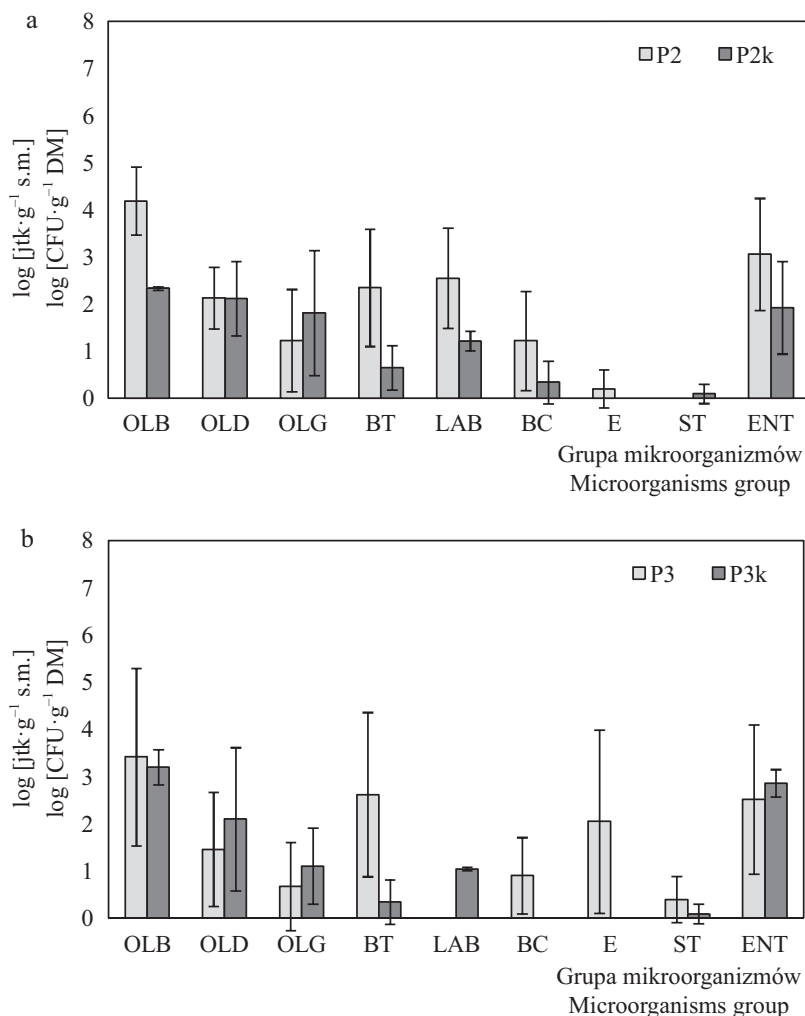 a
P2 P2k
log [jtk·g⁻¹ s.m.]
log [CFU·g⁻¹ DM]
8
7
6
5
4
3
2
1
0
OLB OLD OLG BT LAB BC E ST ENT
Grupa mikroorganizmów
Microorganisms group
b
P3 P3k
log [jtk·g⁻¹ s.m.]
log [CFU·g⁻¹ DM]
8
7
6
5
4
3
2
1
0
OLB OLD OLG BT LAB BC E ST ENT
Grupa mikroorganizmów
Microorganisms group